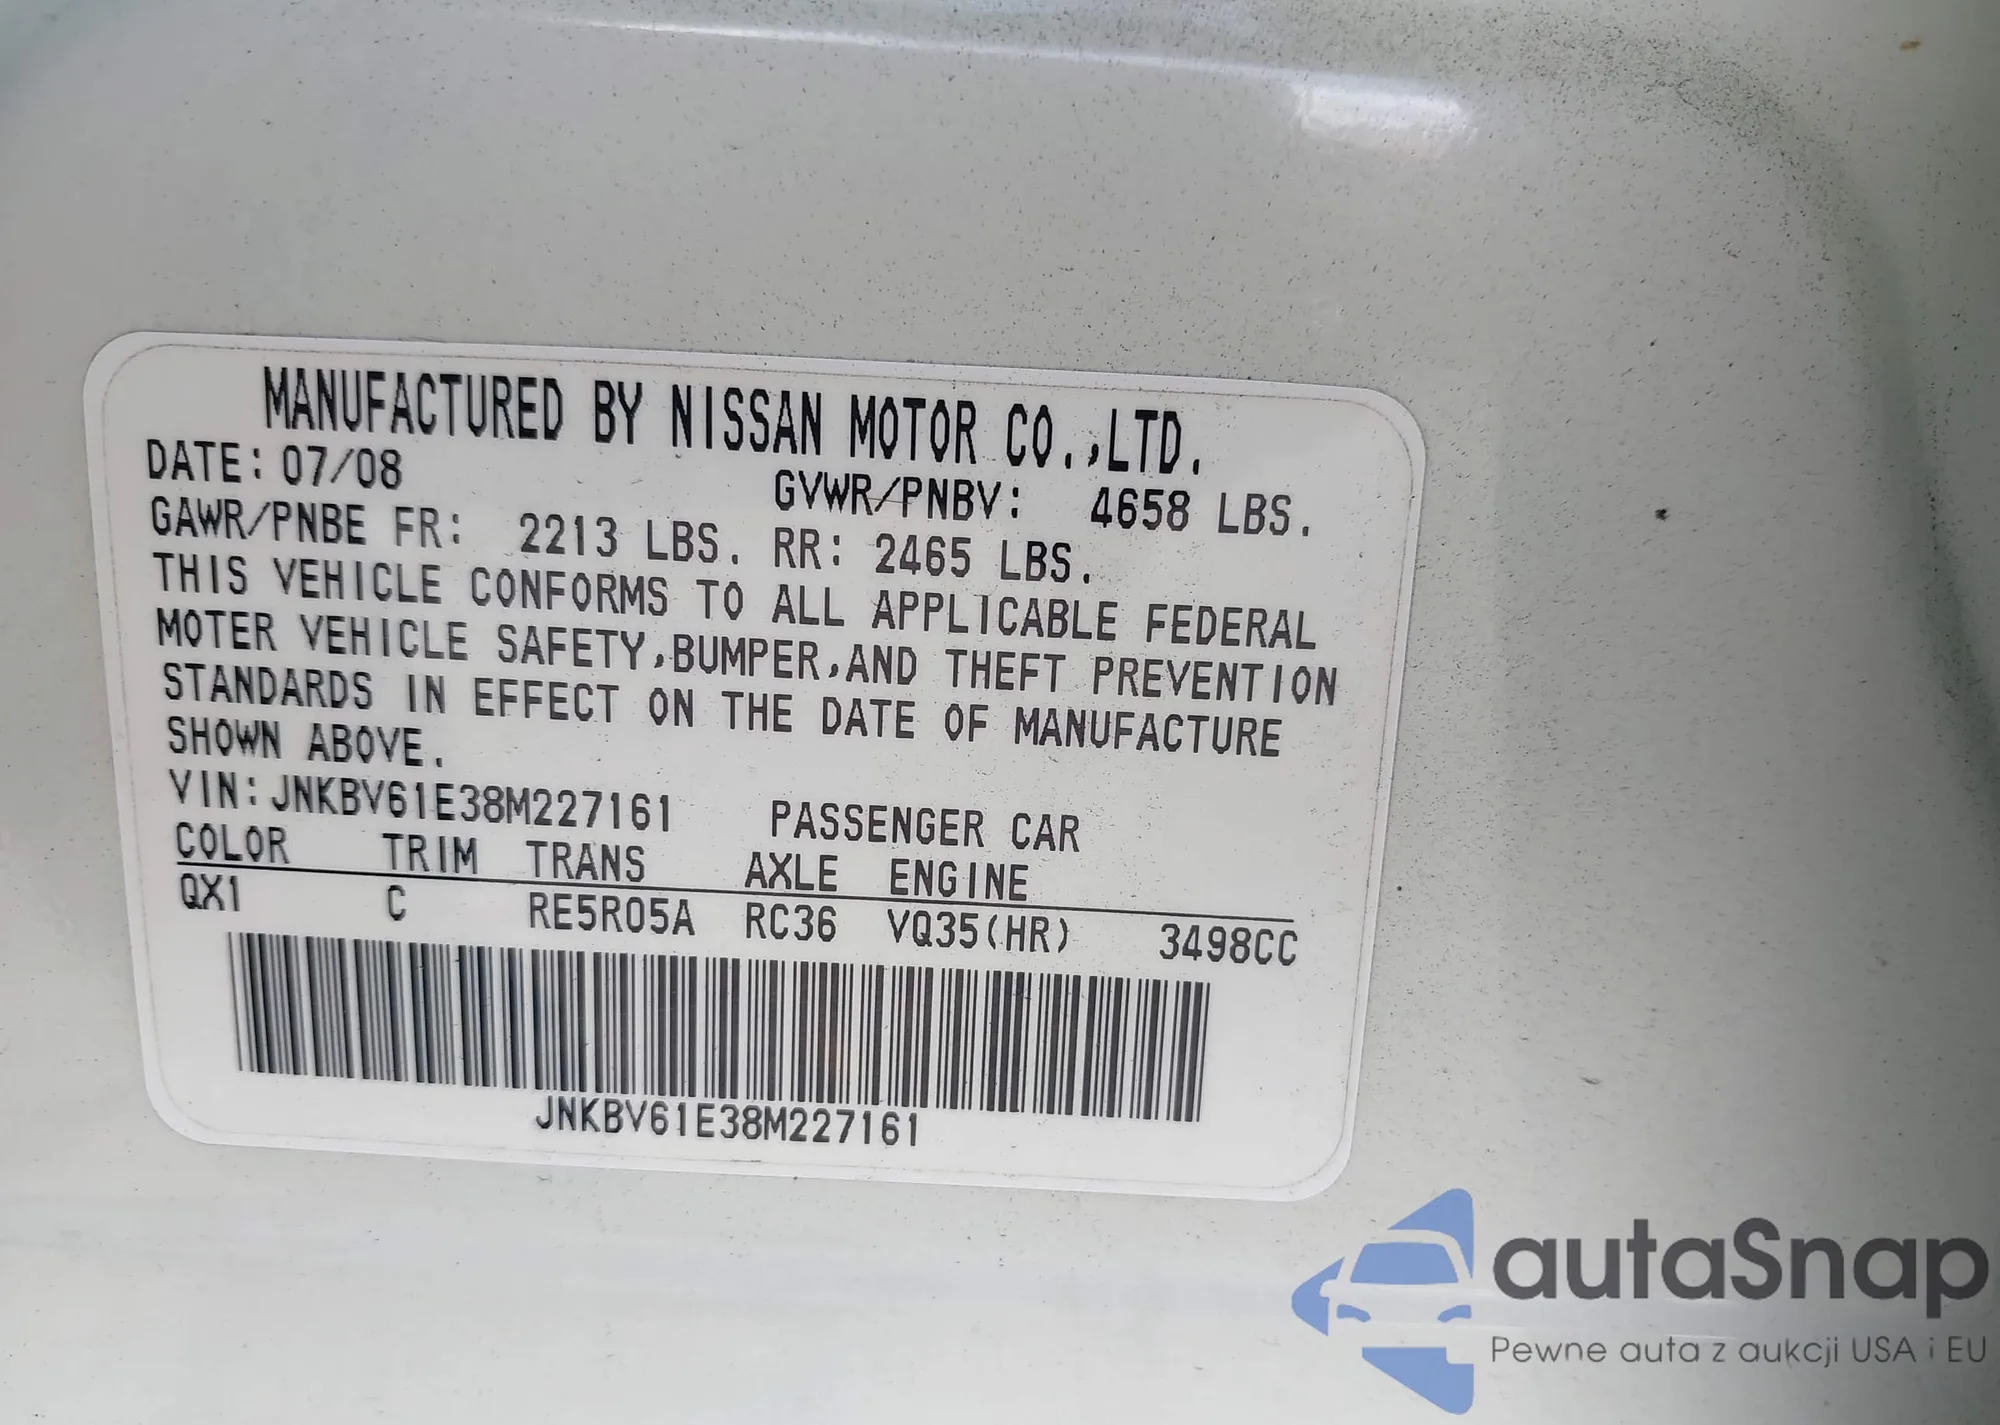 MANUFACTURED BY NISSAN MOTOR CO.,LTD.
DATE: 07/08 GVWR/PNBV: 4658 LBS.
GAWR/PNBE FR: 2213 LBS. RR: 2465 LBS.
THIS VEHICLE CONFORMS TO ALL APPLICABLE FEDERAL
MOTER VEHICLE SAFETY,BUMPER,AND THEFT PREVENTION
STANDARDS IN EFFECT ON THE DATE OF MANUFACTURE
SHOWN ABOVE.
VIN:JNKBV61E38M227161 PASSENGER CAR
COLOR TRIM TRANS AXLE ENGINE
QX1 C RE5R05A RC36 VQ35(HR) 3498CC
JNKBV61E38M227161
autaSnap
Pewne auta z aukcji USA i EU